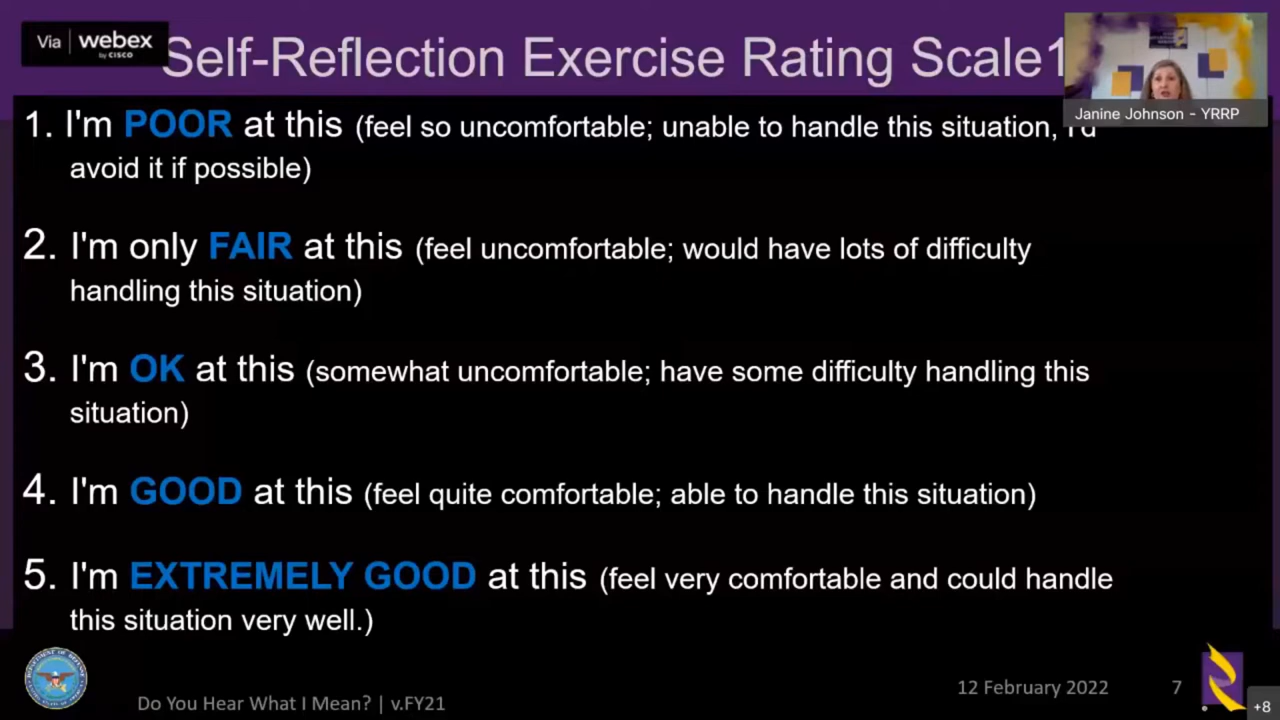 Via webex
by CISCO
Self-Reflection Exercise Rating Scale1
Janine Johnson - YRRP
1. I'm POOR at this (feel so uncomfortable; unable to handle this situation, I'd
avoid it if possible)
2. I'm only FAIR at this (feel uncomfortable; would have lots of difficulty
handling this situation)
3. I'm OK at this (somewhat uncomfortable; have some difficulty handling this
situation)
4. I'm GOOD at this (feel quite comfortable; able to handle this situation)
5. I'm EXTREMELY GOOD at this (feel very comfortable and could handle
this situation very well.)
Do You Hear What I Mean? | v.FY21
12 February 2022 7
+8